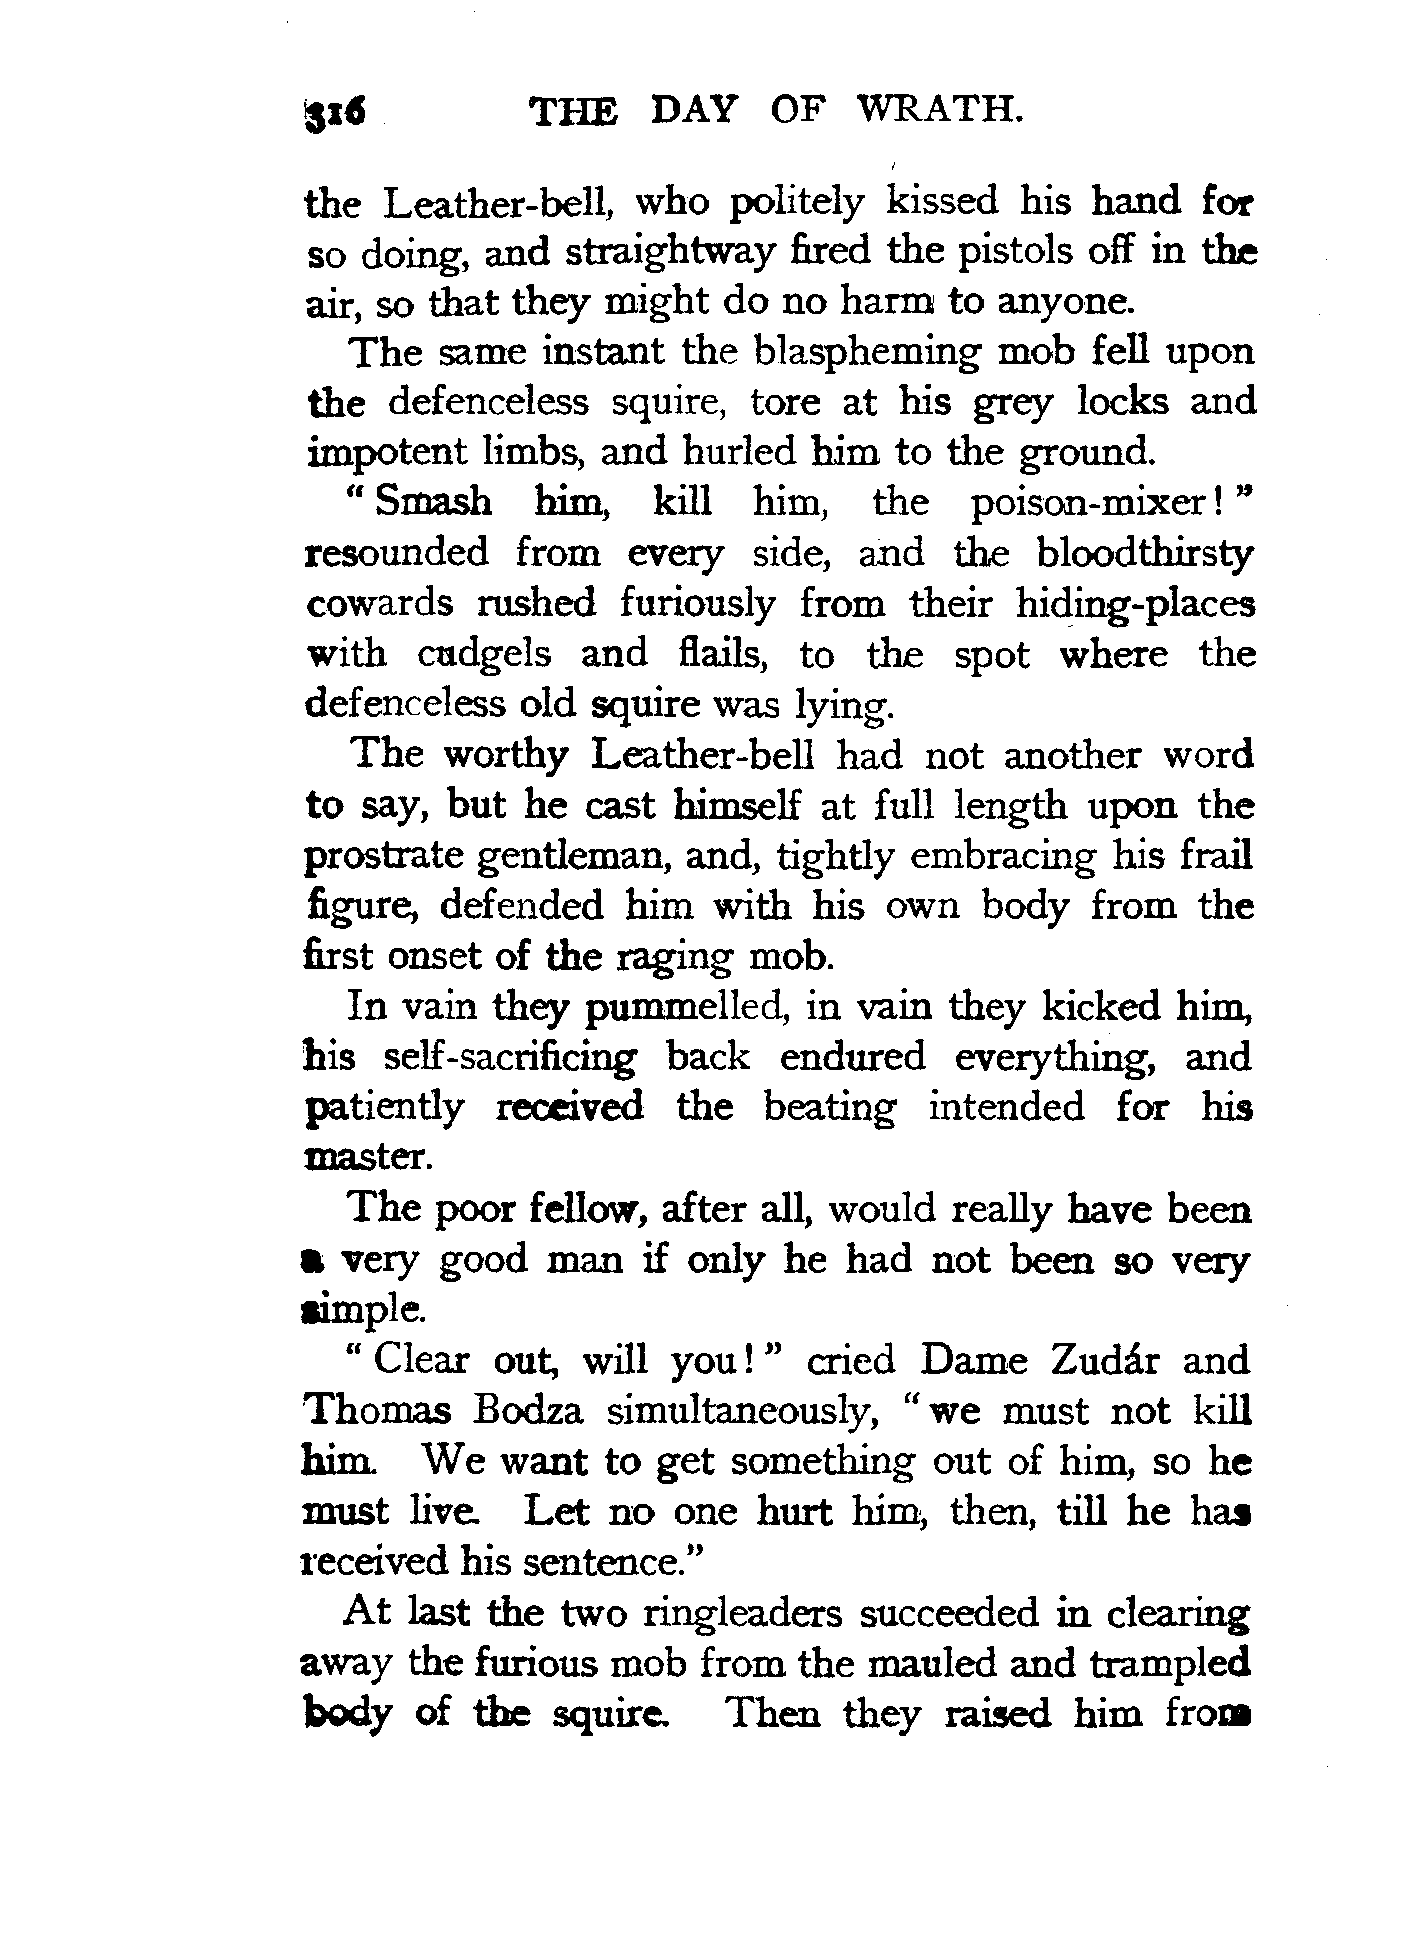 316 THE DAY OF WRATH.
the Leather-bell, who politely kissed his hand for
so doing, and straightway fired the pistols off in the
air, so that they might do no harm to anyone.
The same instant the blaspheming mob fell upon
the defenceless squire, tore at his grey locks and
impotent limbs, and hurled him to the ground.
“ Smash him, kill him, the poison-mixer! ”
resounded from every side, and the bloodthirsty
cowards rushed furiously from their hiding-places
with cudgels and flails, to the spot where the
defenceless old squire was lying.
The worthy Leather-bell had not another word
to say, but he cast himself at full length upon the
prostrate gentleman, and, tightly embracing his frail
figure, defended him with his own body from the
first onset of the raging mob.
In vain they pummelled, in vain they kicked him,
his self-sacrificing back endured everything, and
patiently received the beating intended for his
master.
The poor fellow, after all, would really have been
a very good man if only he had not been so very
simple.
“ Clear out, will you! ” cried Dame Zudár and
Thomas Bodza simultaneously, “ we must not kill
him. We want to get something out of him, so he
must live. Let no one hurt him, then, till he has
received his sentence.”
At last the two ringleaders succeeded in clearing
away the furious mob from the mauled and trampled
body of the squire. Then they raised him from